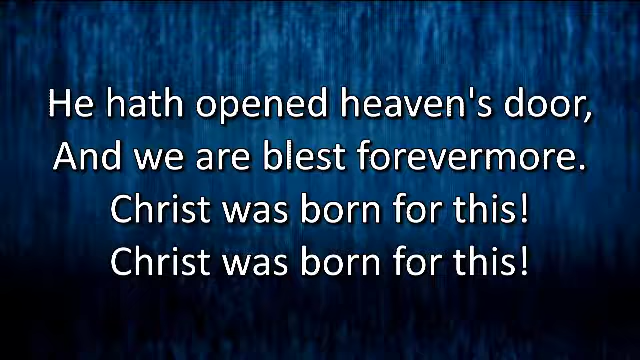 He hath opened heaven's door,
And we are blest forevermore.
Christ was born for this!
Christ was born for this!